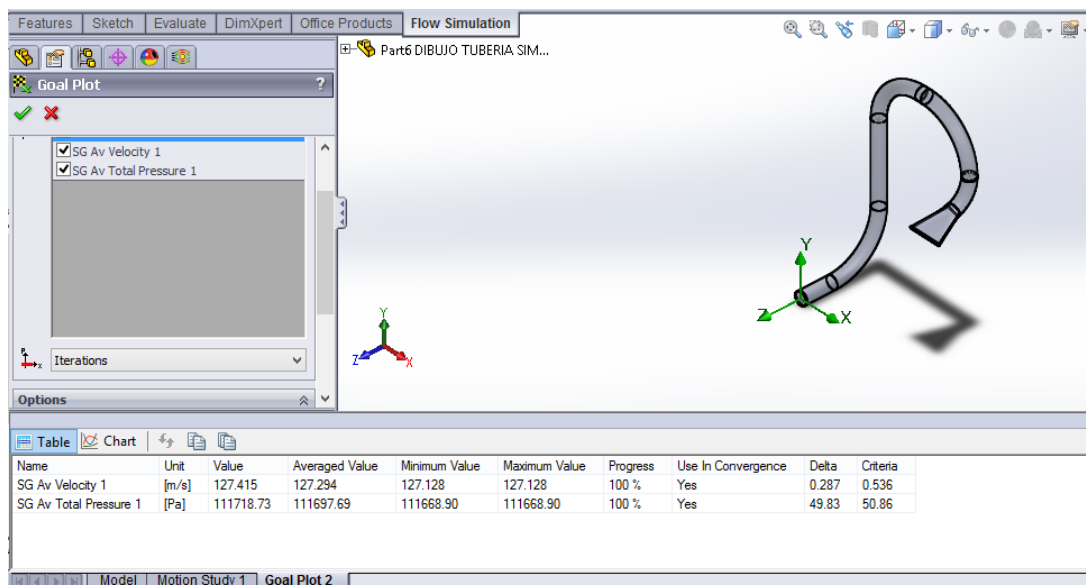 Features Sketch Evaluate DimXpert Office Products Flow Simulation
Part6 DIBUJO TUBERIA SIM...
Goal Plot ?
SG Av Velocity 1
SG Av Total Pressure 1
Iterations
Options
Y
Z
X
Y
Z
X
Table Chart
Name Unit Value Averaged Value Minimum Value Maximum Value Progress Use In Convergence Delta Criteria
SG Av Velocity 1 [m/s] 127.415 127.294 127.128 127.128 100 % Yes 0.287 0.536
SG Av Total Pressure 1 [Pa] 111718.73 111697.69 111668.90 111668.90 100 % Yes 49.83 50.86
Model Motion Study 1 Goal Plot 2